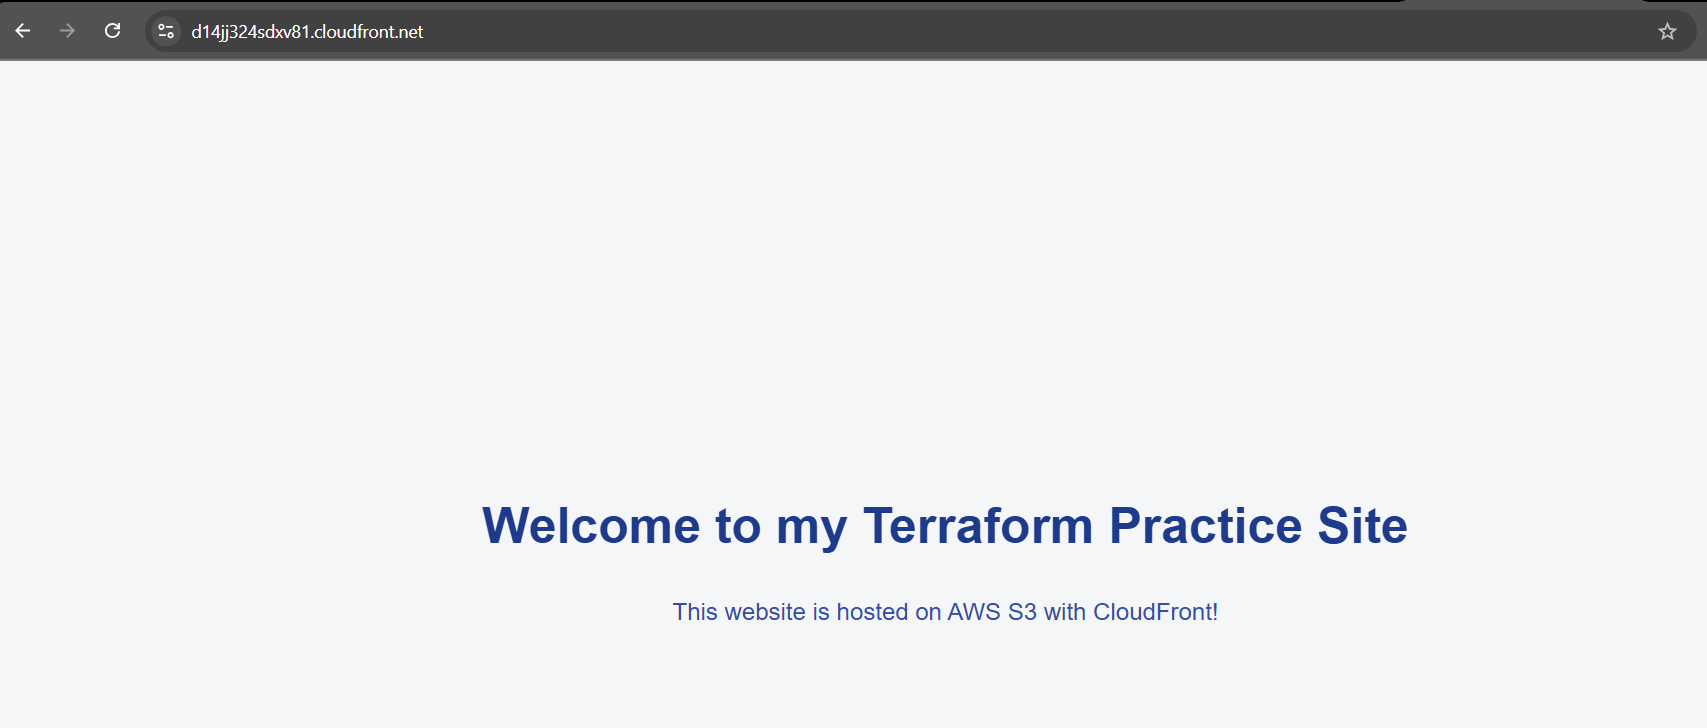 d14jj324sdxv81.cloudfront.net
Welcome to my Terraform Practice Site
This website is hosted on AWS S3 with CloudFront!